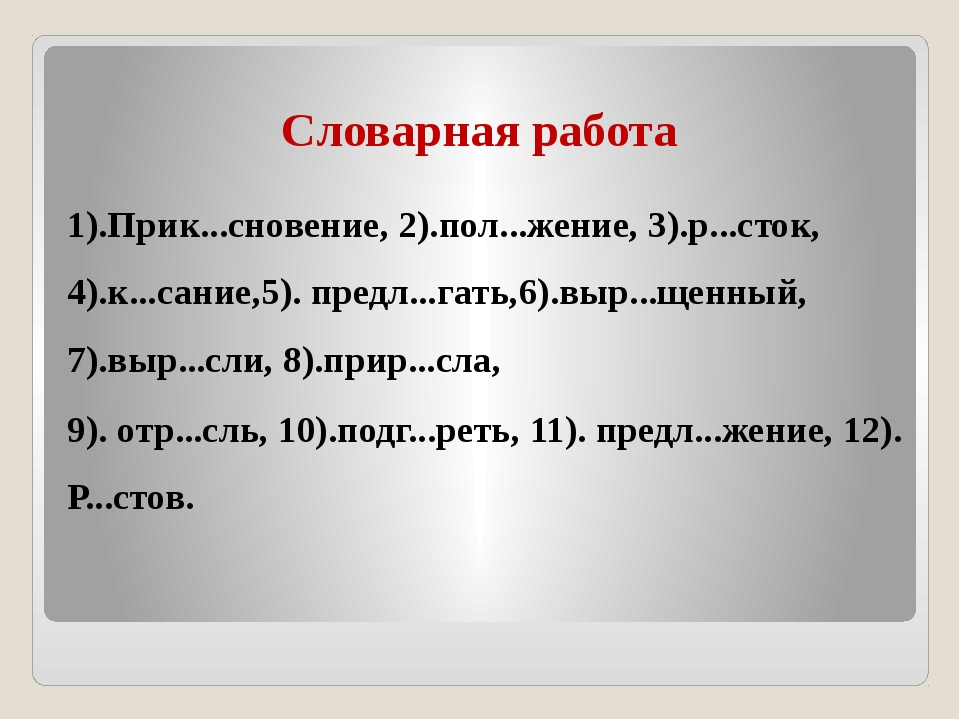 Словарная работа
1).Прик...сновение, 2).пол...жение, 3).р...сток,
4).к...сание,5). предл...гать,6).выр...щенный,
7).выр...сли, 8).прир...сла,
9). отр...сль, 10).подг...реть, 11). предл...жение, 12).
Р...стов.